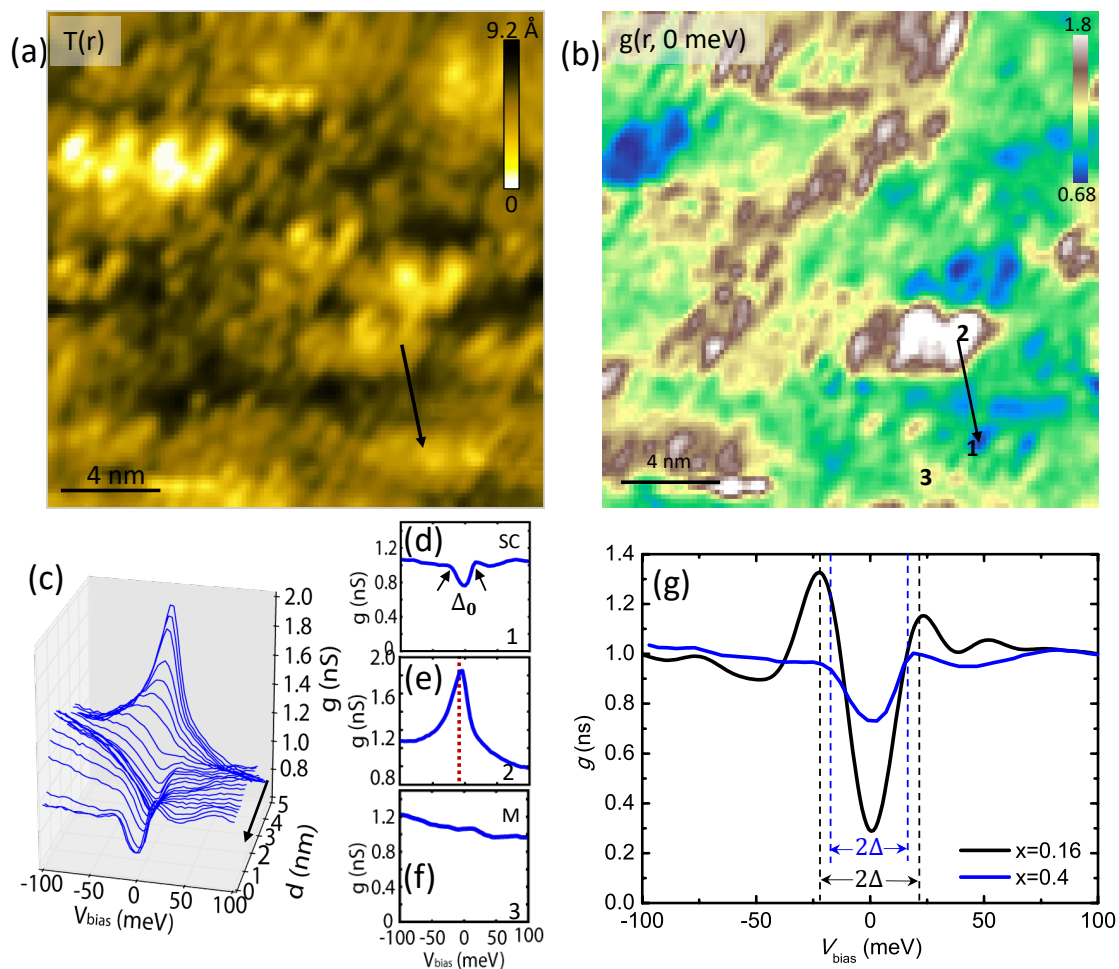 (a) T(r)
9.2 Å
0
4 nm
(b) g(r, 0 meV)
1.8
0.68
2
1
3
4 nm
(c)
2.0
1.8
1.6
1.4
1.2
1.0
0.8
g (nS)
5
4
3
2
1
0
d (nm)
-100
-50
0
50
100
Vbias (meV)
(d) SC
1.2
0.8
0.4
0
g (nS)
Δ0
1
(e)
2.0
1.6
1.2
0.8
g (nS)
2
(f) M
1.2
0.8
0.4
0
g (nS)
3
-100 -50 0 50 100
Vbias (meV)
(g)
1.4
1.2
1.0
0.8
0.6
0.4
0.2
0.0
g (ns)
2Δ
2Δ
x=0.16
x=0.4
-100 -50 0 50 100
Vbias (meV)